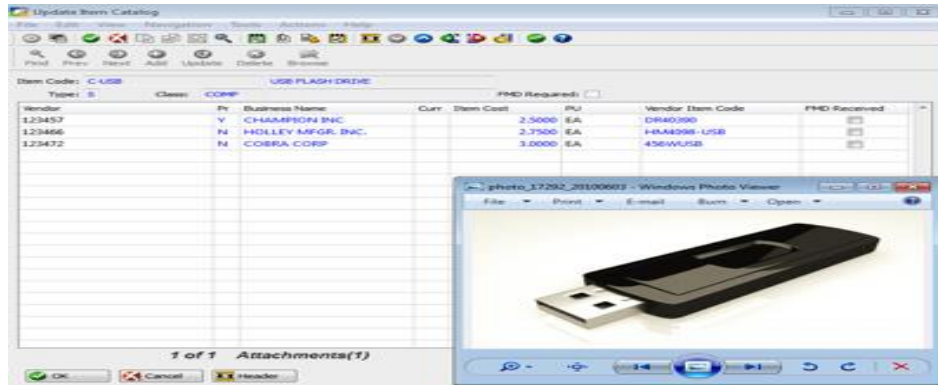 Update Item Catalog
File Edit View Navigation Tools Actions Help
Find Prev Next Add Update Delete Browse
Item Code: C-USB USB FLASH DRIVE
Type: S Class: COMP FMD Required:
Vendor Pr Business Name Curr Item Cost PU Vendor Item Code FMD Received
123457 Y CHAMPION INC 2.5000 EA DR40390
123466 N HOLLEY MFGR. INC. 2.7500 EA HM4098-USB
123472 N COBRA CORP 3.0000 EA 456WUSB
photo_17292_20100603 - Windows Photo Viewer
File Print E-mail Burn Open
1 of 1 Attachments(1)
OK Cancel Header